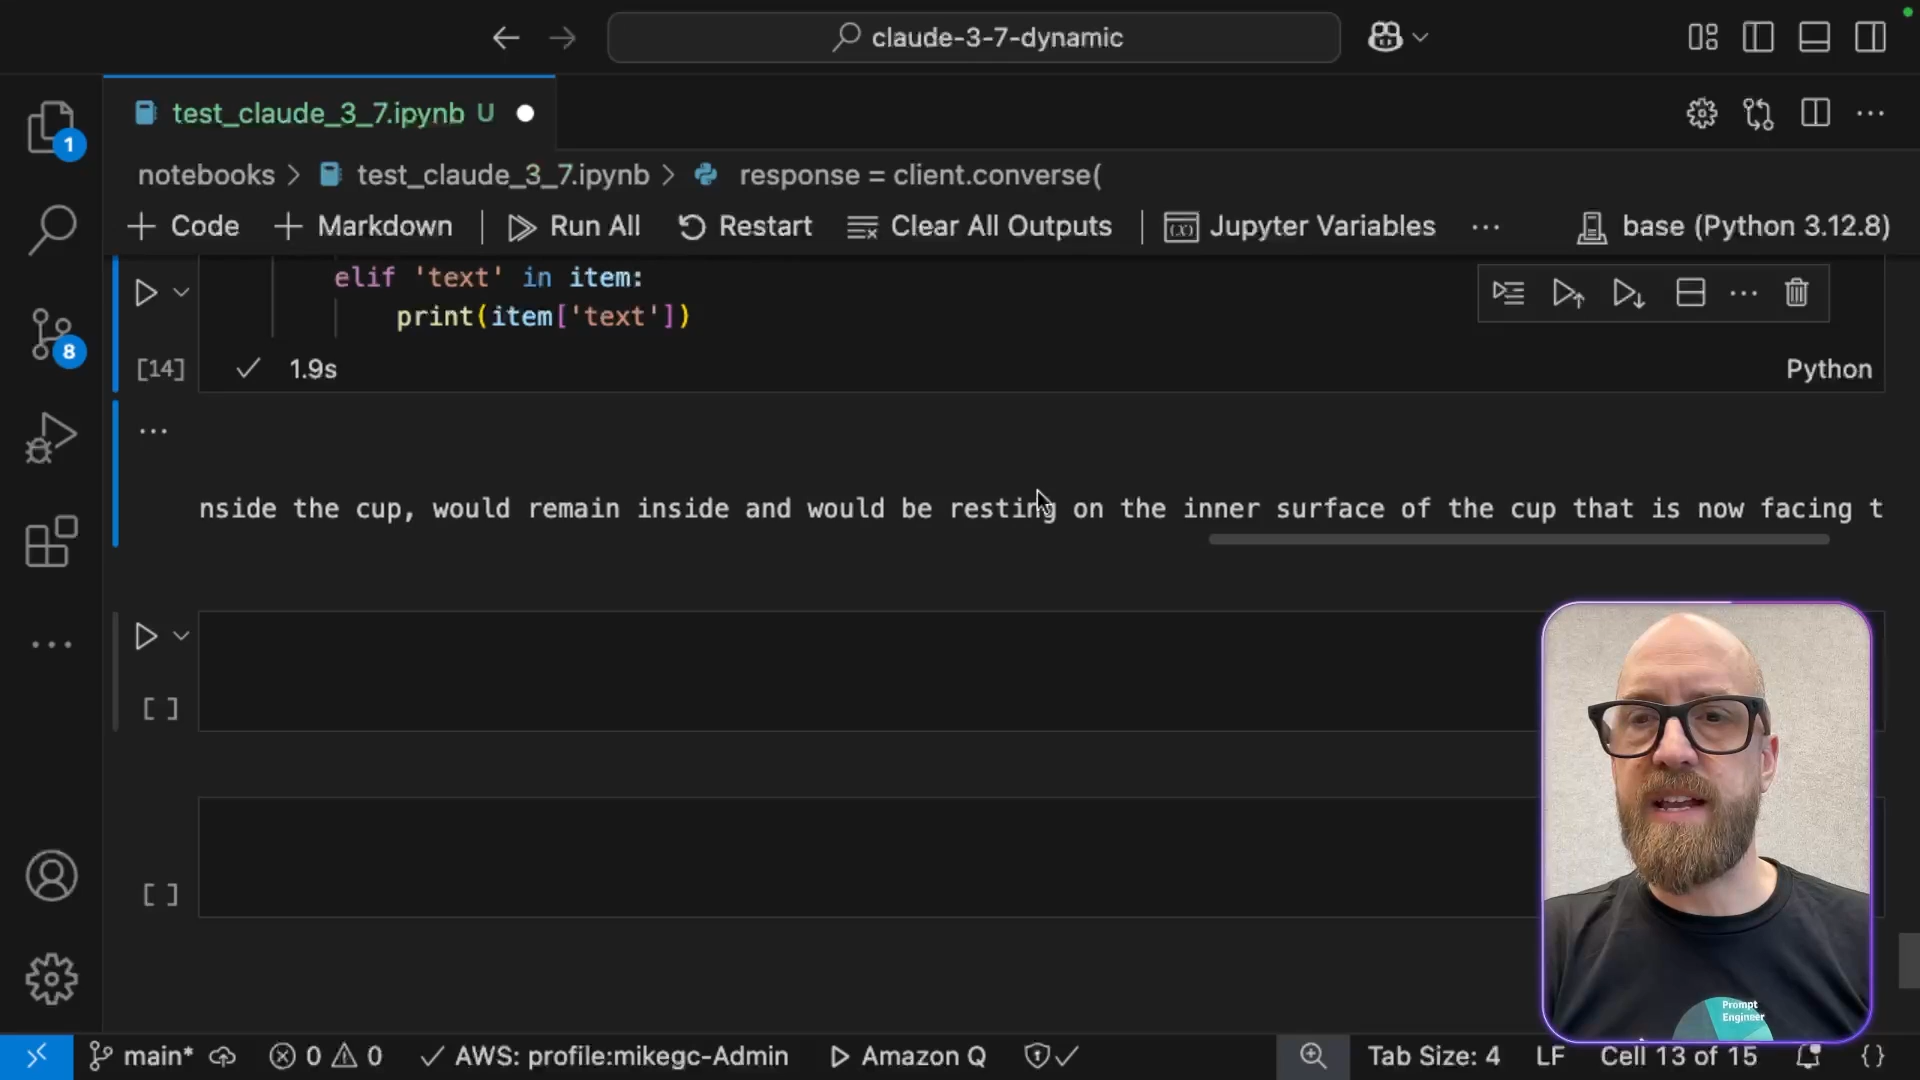 claude-3-7-dynamic
test_claude_3_7.ipynb U
notebooks > test_claude_3_7.ipynb > response = client.converse(
+ Code + Markdown Run All Restart Clear All Outputs Jupyter Variables ... base (Python 3.12.8)
1
elif 'text' in item:
print(item['text'])
[14] 1.9s Python
8
...
nside the cup, would remain inside and would be resting on the inner surface of the cup that is now facing t
[ ]
[ ]
Prompt
Engineer
main* 0 0 AWS: profile:mikegc-Admin Amazon Q Tab Size: 4 LF Cell 13 of 15 {}